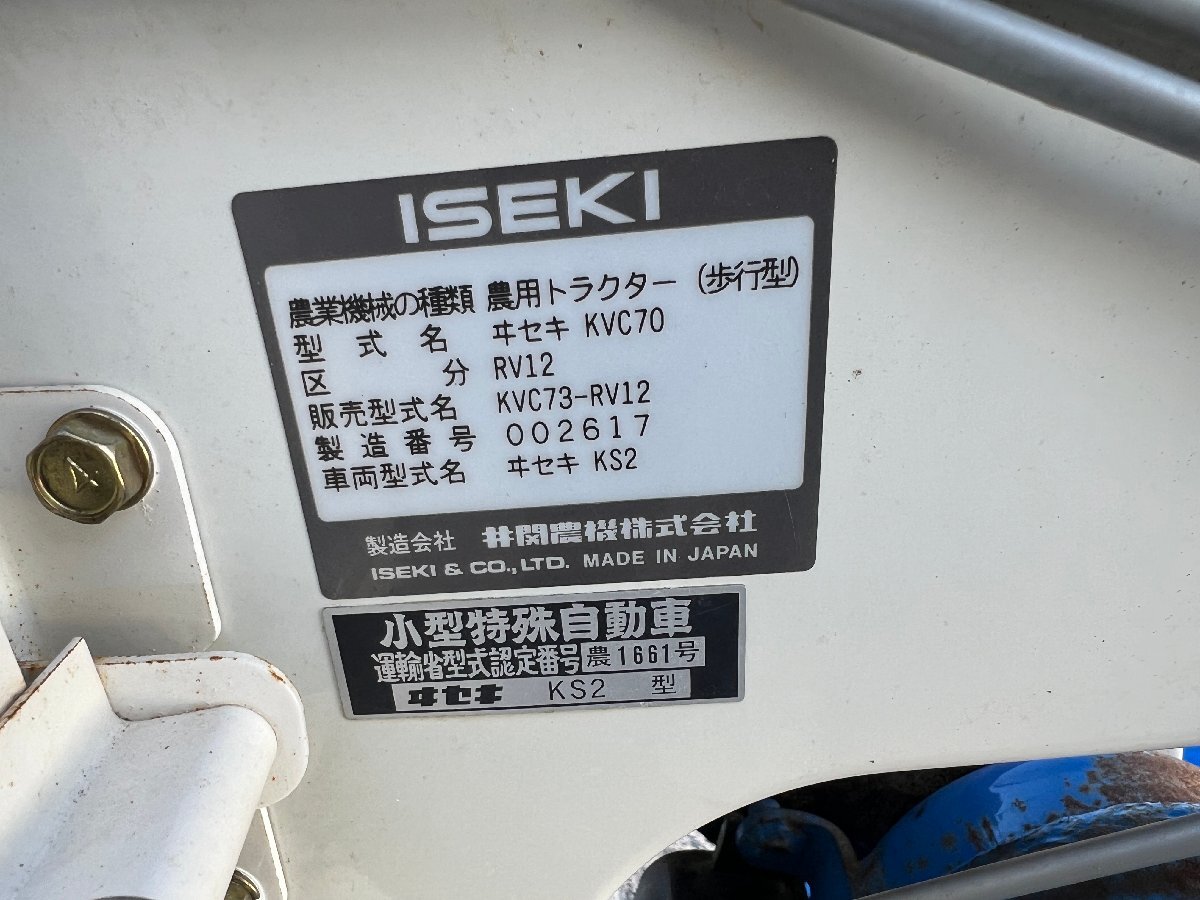 ISEKI
農業機械の種類 農用トラクター (歩行型)
型式名 ヰセキ KVC70
区分 RV12
販売型式名 KVC73-RV12
製造番号 002617
車両型式名 ヰセキ KS2
製造会社 井関農機株式会社
ISEKI & CO., LTD. MADE IN JAPAN
小型特殊自動車
運輸省型式認定番号 農1661号
ヰセキ KS2 型
4